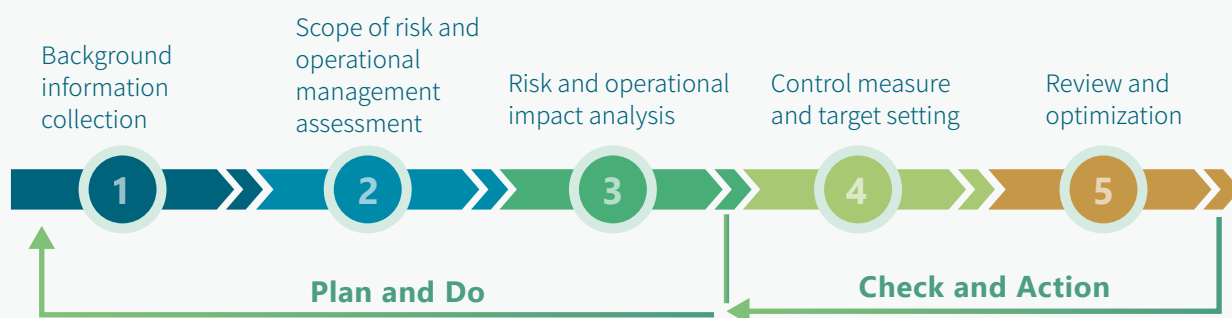 Background
information
collection
Scope of risk and
operational
management
assessment
Risk and operational
impact analysis
Control measure
and target setting
Review and
optimization
1
2
3
4
5
Plan and Do
Check and Action